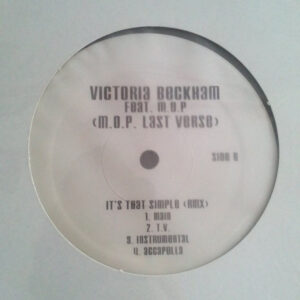 VICTORIA BECKHAM
FEAT. M.O.P
(M.O.P. LAST VERSE)
SIDE B
IT'S THAT SIMPLE (RMX)
1. MAIN
2. T.V.
3. INSTRUMENTAL
4. ACCAPELLA